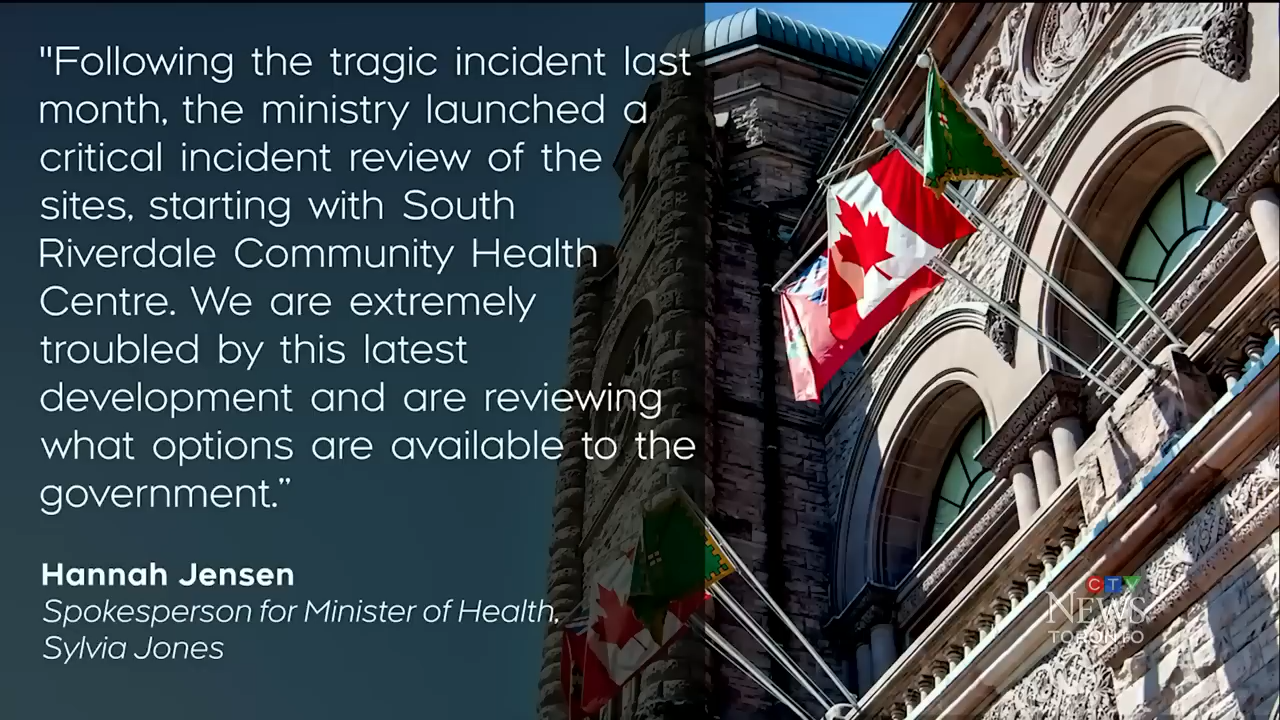 "Following the tragic incident last
month, the ministry launched a
critical incident review of the
sites, starting with South
Riverdale Community Health
Centre. We are extremely
troubled by this latest
development and are reviewing
what options are available to the
government.”
Hannah Jensen
Spokesperson for Minister of Health,
Sylvia Jones
CTV
NEWS
TORONTO